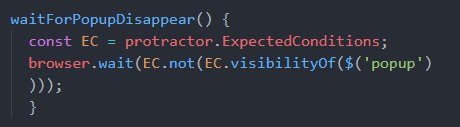 waitForPopupDisappear() {
const EC = protractor.ExpectedConditions;
browser.wait(EC.not(EC.visibilityOf($('popup')
)));
}